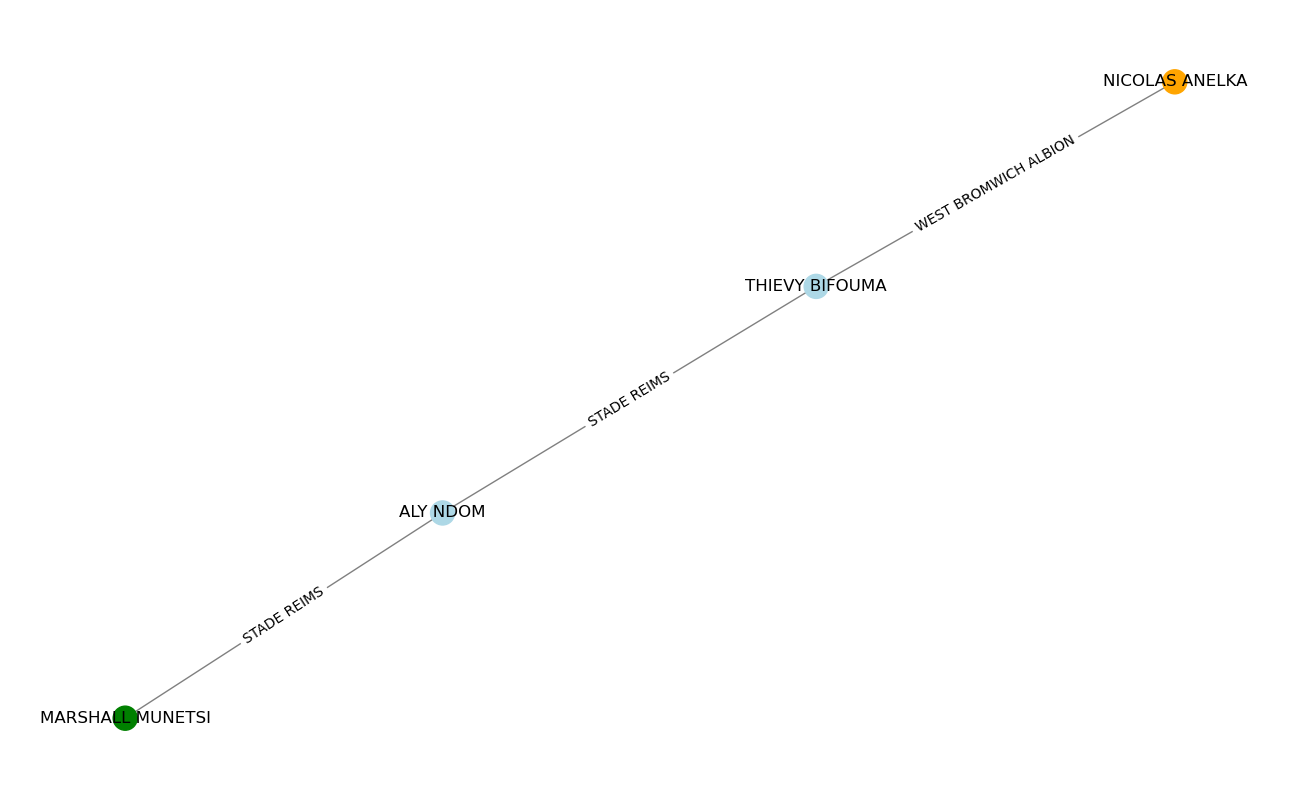 NICOLAS ANELKA
WEST BROMWICH ALBION
THIEVY BIFOUMA
STADE REIMS
ALY NDOM
STADE REIMS
MARSHALL MUNETSI